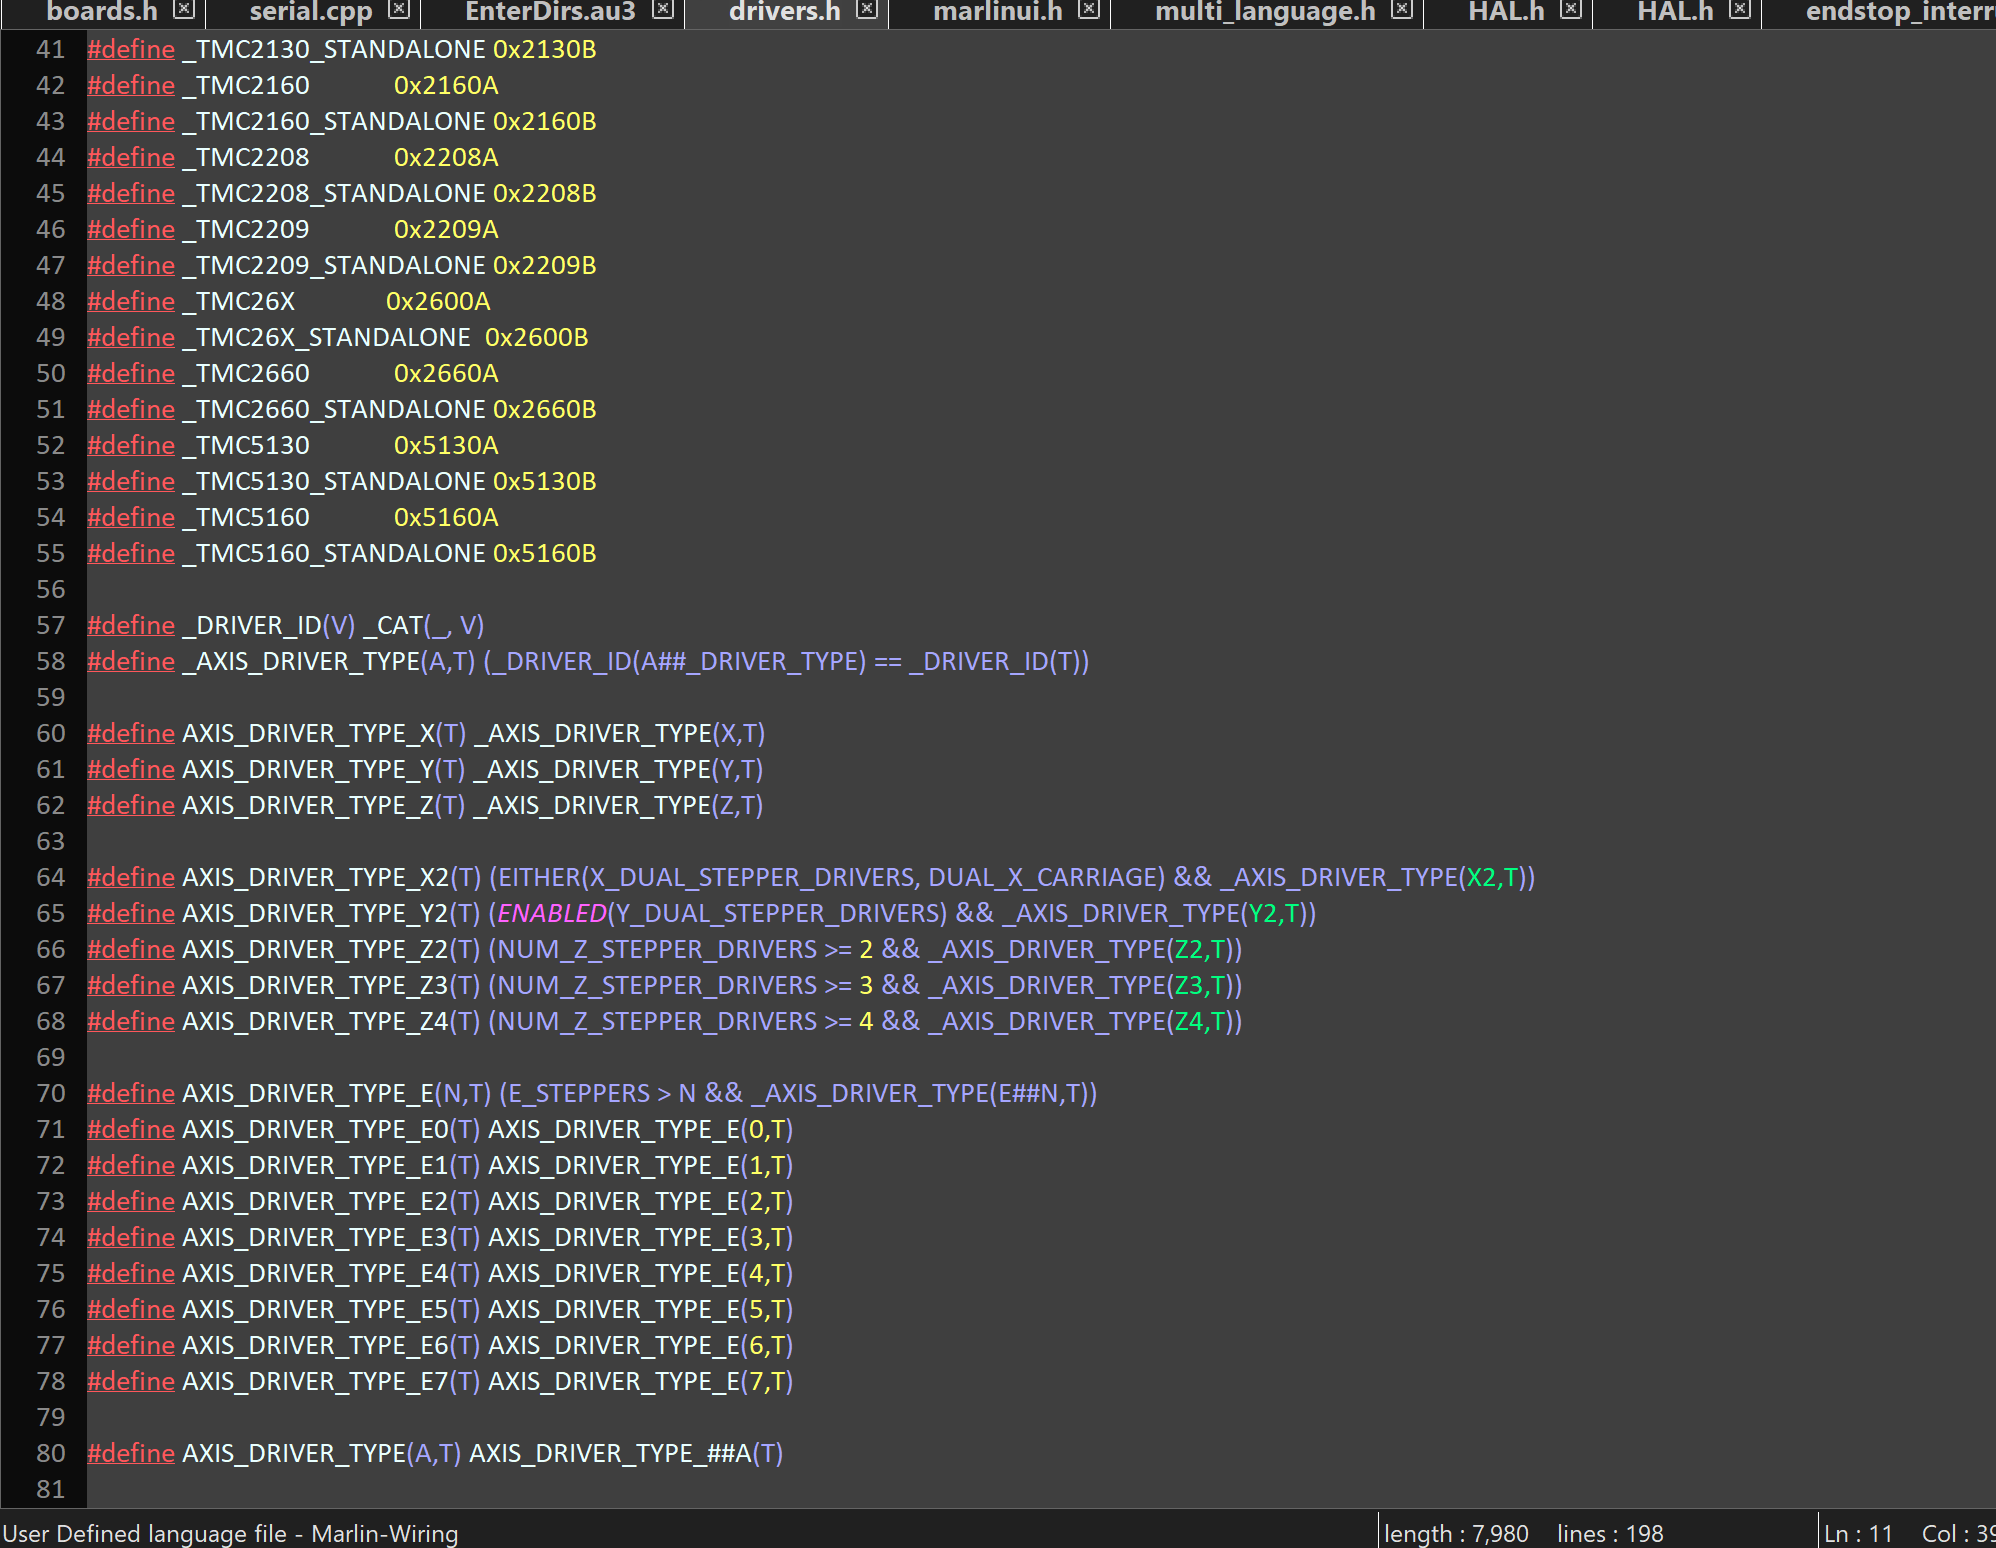 boards.h serial.cpp EnterDirs.au3 drivers.h marlinui.h multi_language.h HAL.h HAL.h
41 #define _TMC2130_STANDALONE 0x2130B
42 #define _TMC2160 0x2160A
43 #define _TMC2160_STANDALONE 0x2160B
44 #define _TMC2208 0x2208A
45 #define _TMC2208_STANDALONE 0x2208B
46 #define _TMC2209 0x2209A
47 #define _TMC2209_STANDALONE 0x2209B
48 #define _TMC26X 0x2600A
49 #define _TMC26X_STANDALONE 0x2600B
50 #define _TMC2660 0x2660A
51 #define _TMC2660_STANDALONE 0x2660B
52 #define _TMC5130 0x5130A
53 #define _TMC5130_STANDALONE 0x5130B
54 #define _TMC5160 0x5160A
55 #define _TMC5160_STANDALONE 0x5160B
56
57 #define _DRIVER_ID(V) _CAT(_, V)
58 #define _AXIS_DRIVER_TYPE(A,T) (_DRIVER_ID(A##_DRIVER_TYPE) == _DRIVER_ID(T))
59
60 #define AXIS_DRIVER_TYPE_X(T) _AXIS_DRIVER_TYPE(X,T)
61 #define AXIS_DRIVER_TYPE_Y(T) _AXIS_DRIVER_TYPE(Y,T)
62 #define AXIS_DRIVER_TYPE_Z(T) _AXIS_DRIVER_TYPE(Z,T)
63
64 #define AXIS_DRIVER_TYPE_X2(T) (EITHER(X_DUAL_STEPPER_DRIVERS, DUAL_X_CARRIAGE) && _AXIS_DRIVER_TYPE(X2,T))
65 #define AXIS_DRIVER_TYPE_Y2(T) (ENABLED(Y_DUAL_STEPPER_DRIVERS) && _AXIS_DRIVER_TYPE(Y2,T))
66 #define AXIS_DRIVER_TYPE_Z2(T) (NUM_Z_STEPPER_DRIVERS >= 2 && _AXIS_DRIVER_TYPE(Z2,T))
67 #define AXIS_DRIVER_TYPE_Z3(T) (NUM_Z_STEPPER_DRIVERS >= 3 && _AXIS_DRIVER_TYPE(Z3,T))
68 #define AXIS_DRIVER_TYPE_Z4(T) (NUM_Z_STEPPER_DRIVERS >= 4 && _AXIS_DRIVER_TYPE(Z4,T))
69
70 #define AXIS_DRIVER_TYPE_E(N,T) (E_STEPPERS > N && _AXIS_DRIVER_TYPE(E##N,T))
71 #define AXIS_DRIVER_TYPE_E0(T) AXIS_DRIVER_TYPE_E(0,T)
72 #define AXIS_DRIVER_TYPE_E1(T) AXIS_DRIVER_TYPE_E(1,T)
73 #define AXIS_DRIVER_TYPE_E2(T) AXIS_DRIVER_TYPE_E(2,T)
74 #define AXIS_DRIVER_TYPE_E3(T) AXIS_DRIVER_TYPE_E(3,T)
75 #define AXIS_DRIVER_TYPE_E4(T) AXIS_DRIVER_TYPE_E(4,T)
76 #define AXIS_DRIVER_TYPE_E5(T) AXIS_DRIVER_TYPE_E(5,T)
77 #define AXIS_DRIVER_TYPE_E6(T) AXIS_DRIVER_TYPE_E(6,T)
78 #define AXIS_DRIVER_TYPE_E7(T) AXIS_DRIVER_TYPE_E(7,T)
79
80 #define AXIS_DRIVER_TYPE(A,T) AXIS_DRIVER_TYPE_##A(T)
81
User Defined language file - Marlin-Wiring length : 7,980 lines : 198 Ln : 11 Col :